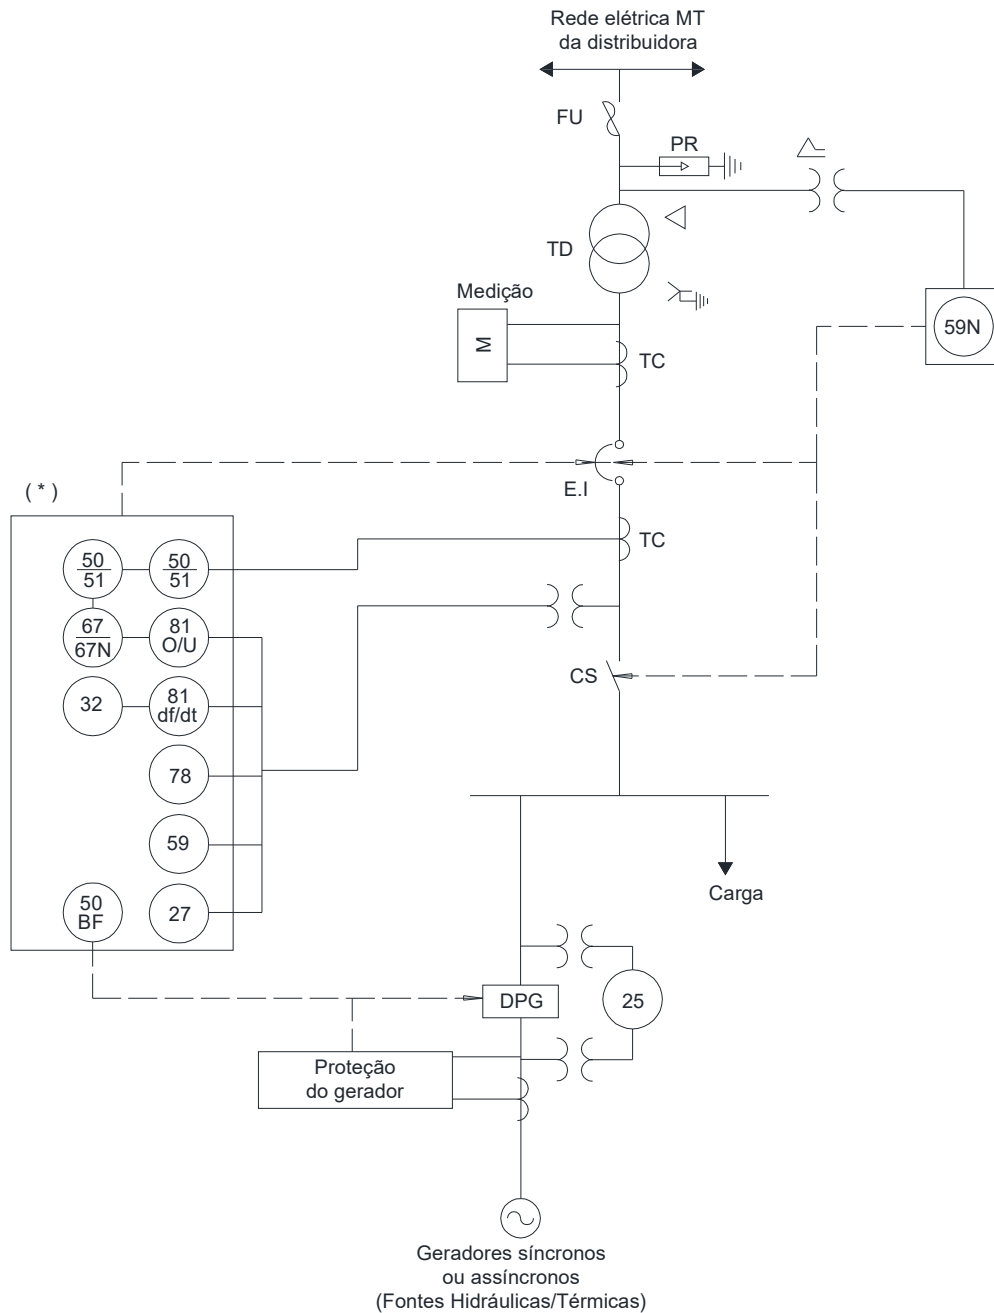 Rede elétrica MT
da distribuidora
FU
PR
TD
Medição
M
TC
59N
E.I
( * )
TC
50
51
50
51
67
67N
81
O/U
CS
32
81
df/dt
78
59
Carga
50
BF
27
DPG
25
Proteção
do gerador
Geradores síncronos
ou assíncronos
(Fontes Hidráulicas/Térmicas)